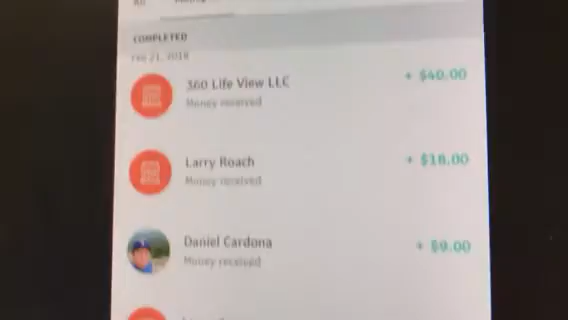 All
COMPLETED
Feb 21, 2018
360 Life View LLC
+ $40.00
Money received
Larry Roach
+ $18.00
Money received
Daniel Cardona
+ $9.00
Money received